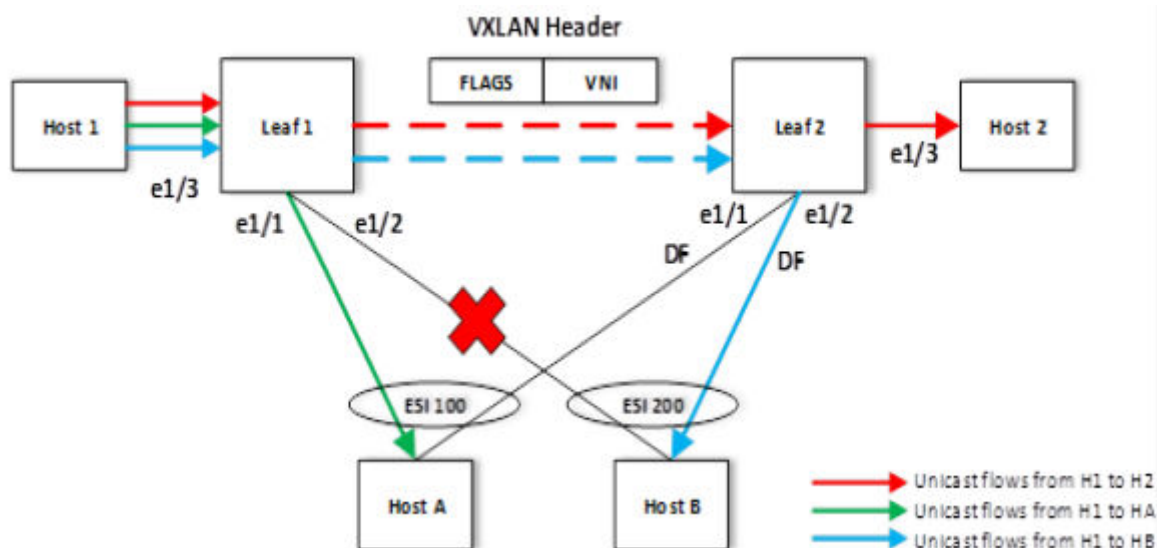 VXLAN Header
FLAGS VNI
Host 1
Leaf 1
Leaf 2
Host 2
e1/3
e1/3
e1/1
e1/2
e1/1
e1/2
DF
DF
ESI 100
ESI 200
Host A
Host B
Unicast flows from H1 to H2
Unicast flows from H1 to HA
Unicast flows from H1 to HB